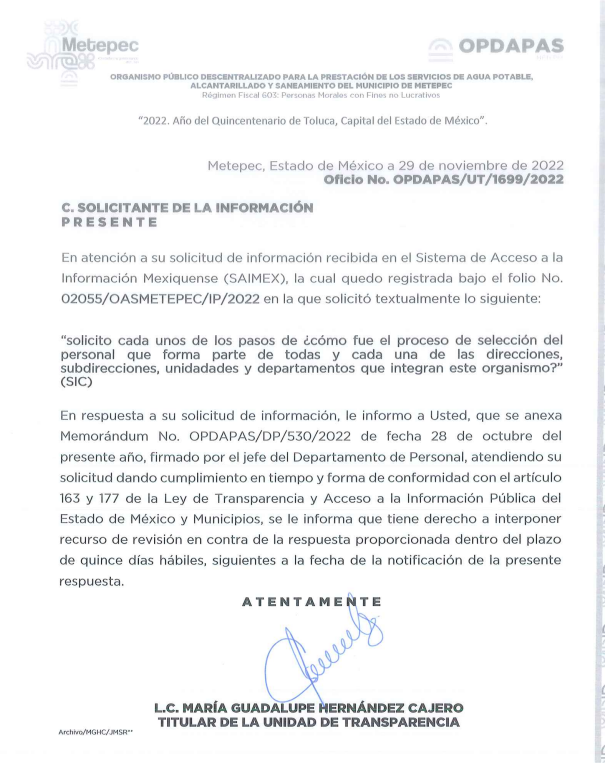 Metepec
OPDAPAS
ORGANISMO PÚBLICO DESCENTRALIZADO PARA LA PRESTACIÓN DE LOS SERVICIOS DE AGUA POTABLE,
ALCANTARILLADO Y SANEAMIENTO DEL MUNICIPIO DE METEPEC
Régimen Fiscal 603: Personas Morales con Fines no Lucrativos
"2022. Año del Quincentenario de Toluca, Capital del Estado de México".
Metepec, Estado de México a 29 de noviembre de 2022
Oficio No. OPDAPAS/UT/1699/2022
C. SOLICITANTE DE LA INFORMACIÓN
P R E S E N T E
En atención a su solicitud de información recibida en el Sistema de Acceso a la
Información Mexiquense (SAIMEX), la cual quedo registrada bajo el folio No.
02055/OASMETEPEC/IP/2022 en la que solicitó textualmente lo siguiente:
"solicito cada unos de los pasos de ¿cómo fue el proceso de selección del
personal que forma parte de todas y cada una de las direcciones,
subdirecciones, unidadades y departamentos que integran este organismo?"
(SIC)
En respuesta a su solicitud de información, le informo a Usted, que se anexa
Memorándum No. OPDAPAS/DP/530/2022 de fecha 28 de octubre del
presente año, firmado por el jefe del Departamento de Personal, atendiendo su
solicitud dando cumplimiento en tiempo y forma de conformidad con el artículo
163 y 177 de la Ley de Transparencia y Acceso a la Información Pública del
Estado de México y Municipios, se le informa que tiene derecho a interponer
recurso de revisión en contra de la respuesta proporcionada dentro del plazo
de quince días hábiles, siguientes a la fecha de la notificación de la presente
respuesta.
A T E N T A M E N T E
L.C. MARÍA GUADALUPE HERNÁNDEZ CAJERO
TITULAR DE LA UNIDAD DE TRANSPARENCIA
Archivo/MGHC/JMSR**